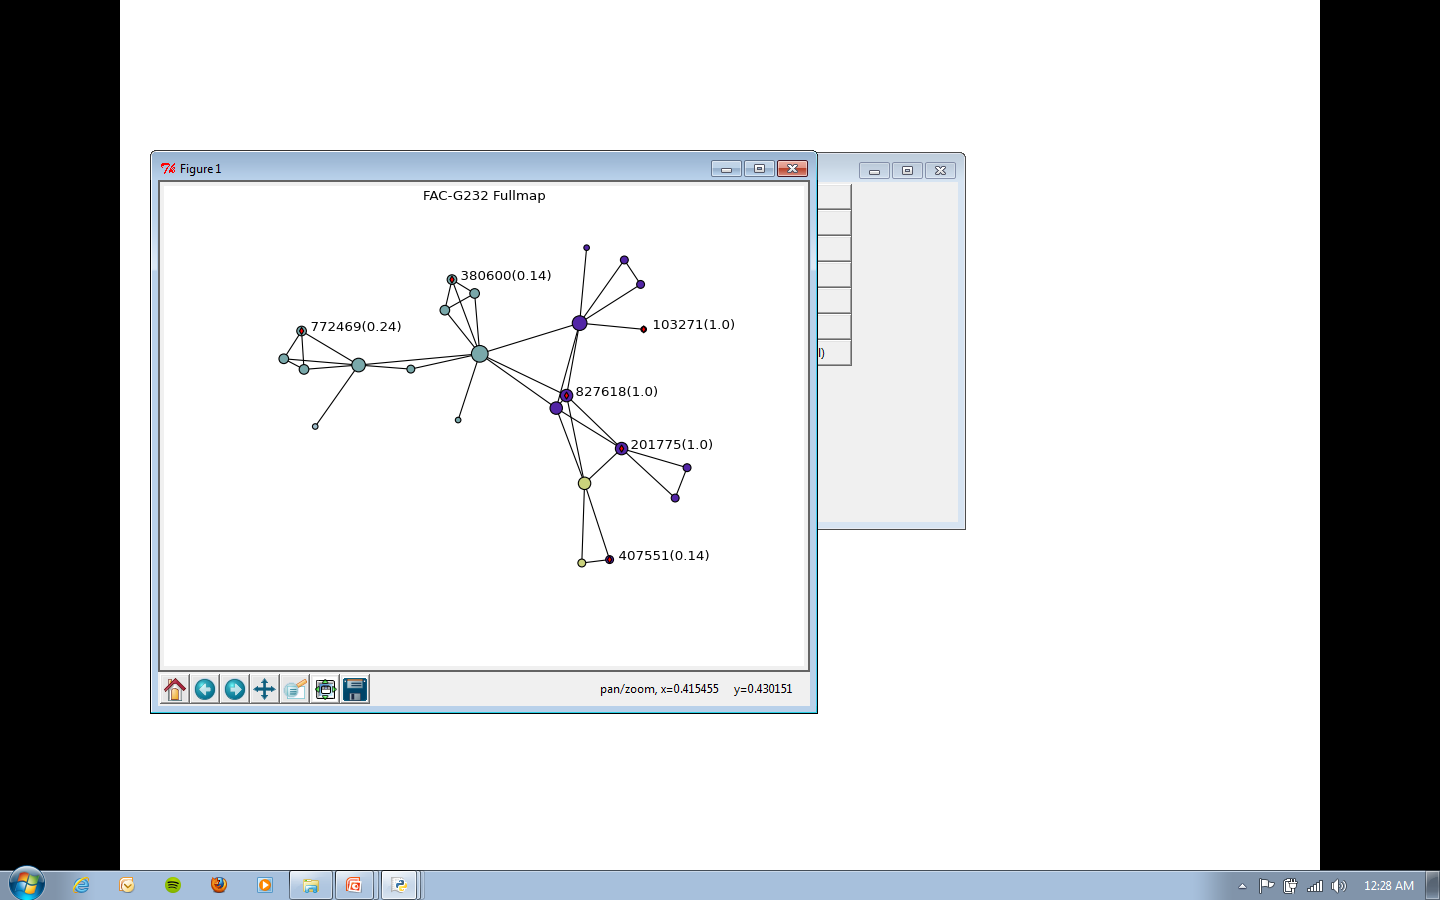 Figure 1
FAC-G232 Fullmap
380600(0.14)
772469(0.24)
103271(1.0)
827618(1.0)
201775(1.0)
407551(0.14)
l)
pan/zoom, x=0.415455 y=0.430151
12:28 AM